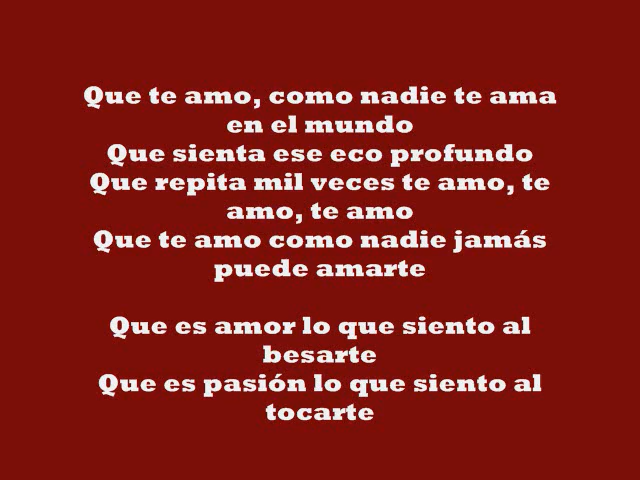 Que te amo, como nadie te ama
en el mundo
Que sienta ese eco profundo
Que repita mil veces te amo, te
amo, te amo
Que te amo como nadie jamás
puede amarte
Que es amor lo que siento al
besarte
Que es pasión lo que siento al
tocarte